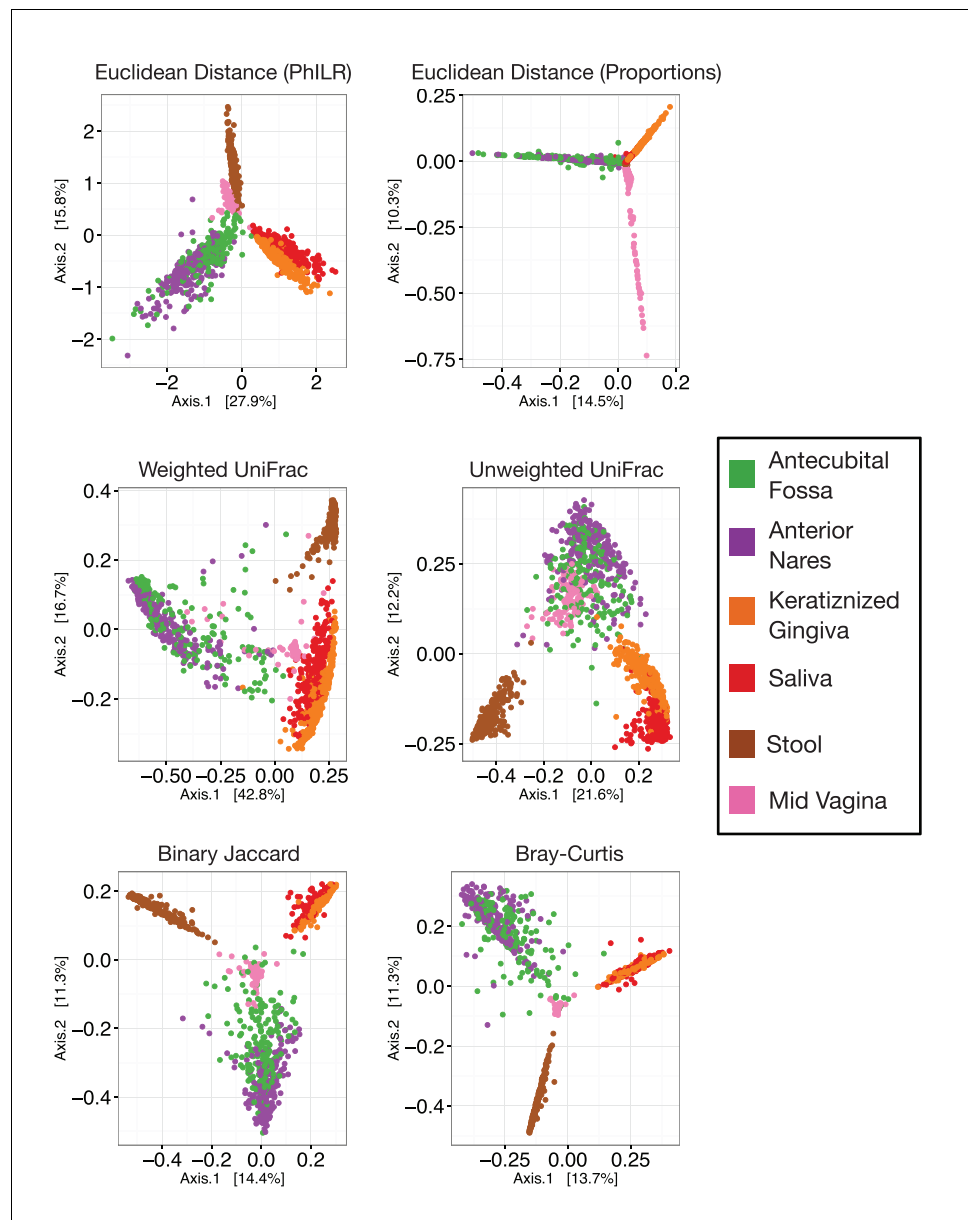 Euclidean Distance (PhILR)
2
1
0
−1
−2
Axis.2 [15.8%]
−2 0 2
Axis.1 [27.9%]
Euclidean Distance (Proportions)
0.25
0.00
−0.25
−0.50
−0.75
Axis.2 [10.3%]
−0.4 −0.2 0.0 0.2
Axis.1 [14.5%]
Weighted UniFrac
0.4
0.2
0.0
−0.2
Axis.2 [16.7%]
−0.50 −0.25 0.00 0.25
Axis.1 [42.8%]
Unweighted UniFrac
0.25
0.00
−0.25
Axis.2 [12.2%]
−0.4 −0.2 0.0 0.2
Axis.1 [21.6%]
Antecubital
Fossa
Anterior
Nares
Keratiznized
Gingiva
Saliva
Stool
Mid Vagina
Binary Jaccard
0.2
0.0
−0.2
−0.4
Axis.2 [11.3%]
−0.4 −0.2 0.0 0.2
Axis.1 [14.4%]
Bray-Curtis
0.2
0.0
−0.2
−0.4
Axis.2 [11.3%]
−0.25 0.00 0.25
Axis.1 [13.7%]